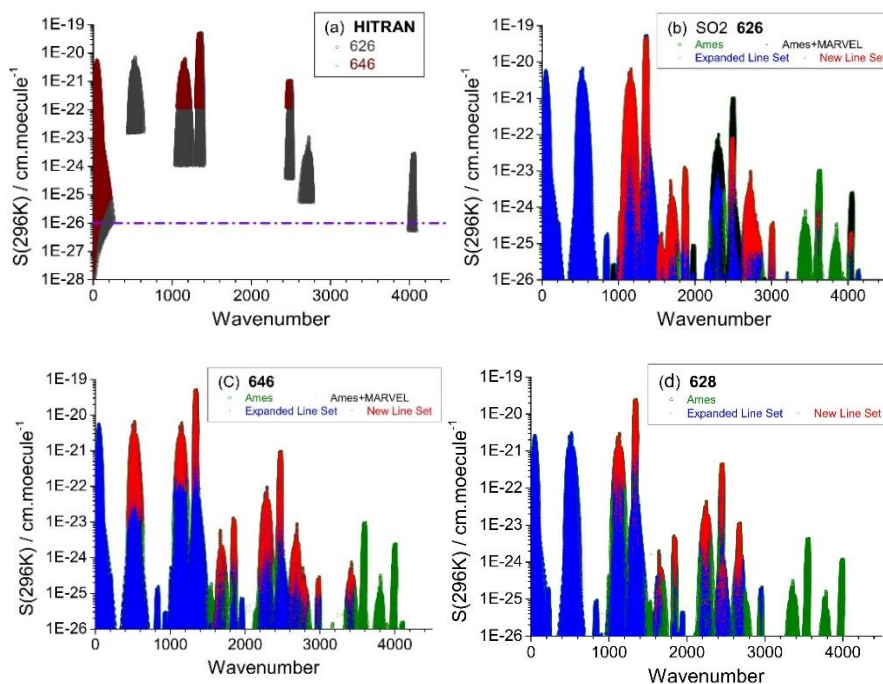 (a) HITRAN
626
646
1E-19
1E-20
1E-21
1E-22
1E-23
1E-24
1E-25
1E-26
1E-27
1E-28
S(296K) / cm.moecule⁻¹
0 1000 2000 3000 4000
Wavenumber
(b) SO2 626
Ames Ames+MARVEL
Expanded Line Set New Line Set
1E-19
1E-20
1E-21
1E-22
1E-23
1E-24
1E-25
1E-26
S(296K) / cm.moecule⁻¹
0 1000 2000 3000 4000
Wavenumber
(C) 646
Ames Ames+MARVEL
Expanded Line Set New Line Set
1E-19
1E-20
1E-21
1E-22
1E-23
1E-24
1E-25
1E-26
S(296K) / cm.moecule⁻¹
0 1000 2000 3000 4000
Wavenumber
(d) 628
Ames
Expanded Line Set New Line Set
1E-19
1E-20
1E-21
1E-22
1E-23
1E-24
1E-25
1E-26
S(296K) / cm.moecule⁻¹
0 1000 2000 3000 4000
Wavenumber